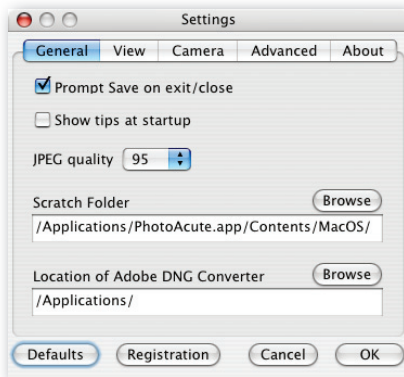 Settings
General View Camera Advanced About
Prompt Save on exit/close
Show tips at startup
JPEG quality 95
Scratch Folder Browse
/Applications/PhotoAcute.app/Contents/MacOS/
Location of Adobe DNG Converter Browse
/Applications/
Defaults Registration Cancel OK